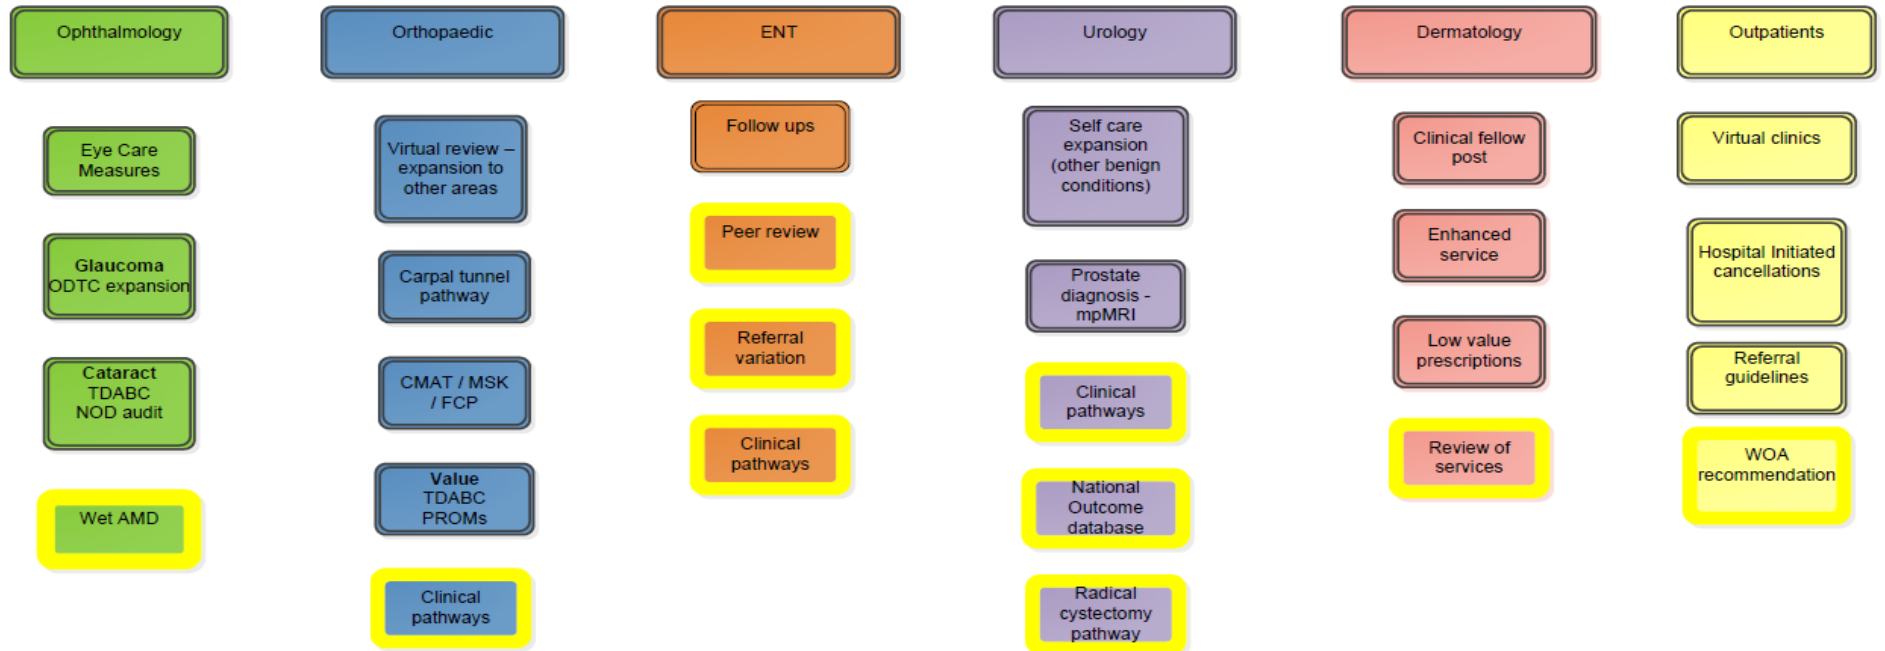 Ophthalmology
Orthopaedic
ENT
Urology
Dermatology
Outpatients
Eye Care
Measures
Glaucoma
ODTC expansion
Cataract
TDABC
NOD audit
Wet AMD
Virtual review –
expansion to
other areas
Carpal tunnel
pathway
CMAT / MSK
/ FCP
Value
TDABC
PROMs
Clinical
pathways
Follow ups
Peer review
Referral
variation
Clinical
pathways
Self care
expansion
(other benign
conditions)
Prostate
diagnosis -
mpMRI
Clinical
pathways
National
Outcome
database
Radical
cystectomy
pathway
Clinical fellow
post
Enhanced
service
Low value
prescriptions
Review of
services
Virtual clinics
Hospital Initiated
cancellations
Referral
guidelines
WOA
recommendation